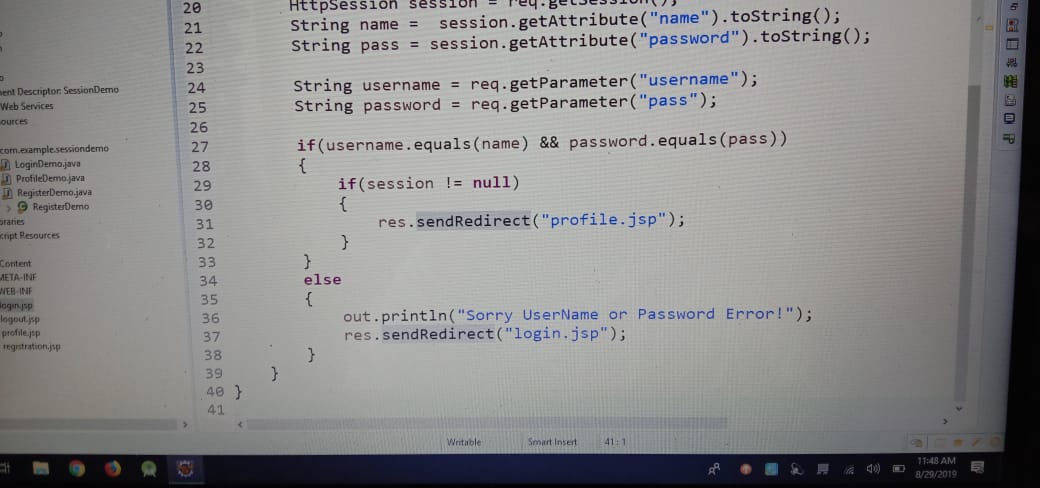 20 HttpSession session = req.getSession();
21 String name = session.getAttribute("name").toString();
22 String pass = session.getAttribute("password").toString();
23
24 String username = req.getParameter("username");
25 String password = req.getParameter("pass");
26
27 if(username.equals(name) && password.equals(pass))
28 {
29 if(session != null)
30 {
31 res.sendRedirect("profile.jsp");
32 }
33 }
34 else
35 {
36 out.println("Sorry UserName or Password Error!");
37 res.sendRedirect("login.jsp");
38 }
39 }
40 }
41
ent Descriptor: SessionDemo
Web Services
ources
com.example.sessiondemo
LoginDemo.java
ProfileDemo.java
RegisterDemo.java
RegisterDemo
raries
cript Resources
Content
META-INF
WEB-INF
login.jsp
logout.jsp
profile.jsp
registration.jsp
Writable Smart Insert 41 : 1
11:48 AM
8/29/2019